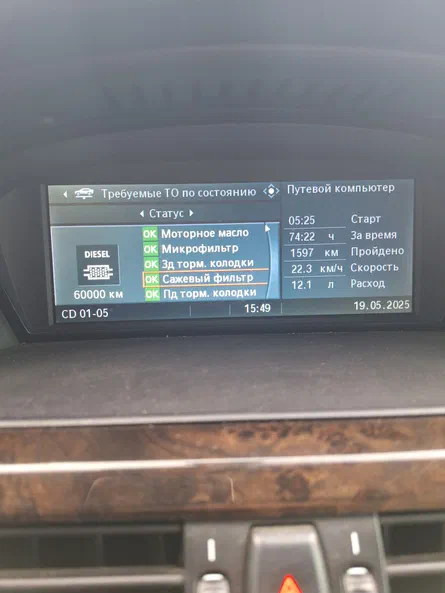 Требуемые ТО по состоянию
Статус
OK Моторное масло
OK Микрофильтр
OK Зд торм. колодки
OK Сажевый фильтр
OK Пд торм. колодки
DIESEL
60000 км
CD 01-05
15:49
Путевой компьютер
05:25 Старт
74:22 ч За время
1597 км Пройдено
22.3 км/ч Скорость
12.1 л Расход
19.05.2025